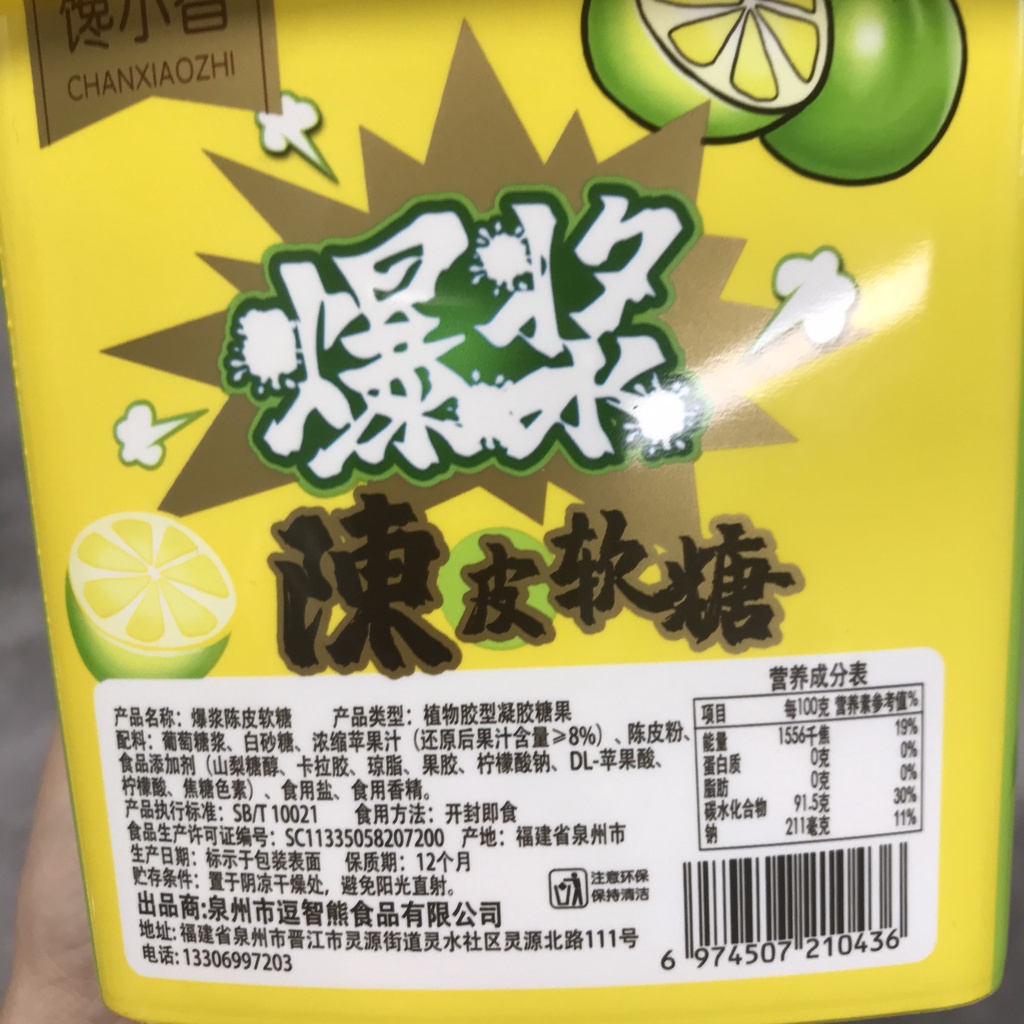 馋小智
CHANXIAOZHI
爆浆
陳皮软糖
产品名称：爆浆陈皮软糖 产品类型：植物胶型凝胶糖果
配料：葡萄糖浆、白砂糖、浓缩苹果汁（还原后果汁含量≥8%）、陈皮粉、
食品添加剂（山梨糖醇、卡拉胶、琼脂、果胶、柠檬酸钠、DL-苹果酸、
柠檬酸、焦糖色素）、食用盐、食用香精。
产品执行标准：SB/T 10021 食用方法：开封即食
食品生产许可证编号：SC11335058207200 产地：福建省泉州市
生产日期：标示于包装表面 保质期：12个月
贮存条件：置于阴凉干燥处，避免阳光直射。
出品商:泉州市逗智熊食品有限公司
地址：福建省泉州市晋江市灵源街道灵水社区灵源北路111号
电话：13306997203
营养成分表
项目 每100克 营养素参考值%
能量 1556千焦 19%
蛋白质 0克 0%
脂肪 0克 0%
碳水化合物 91.5克 30%
钠 211毫克 11%
注意环保
保持清洁
6 974507 210436